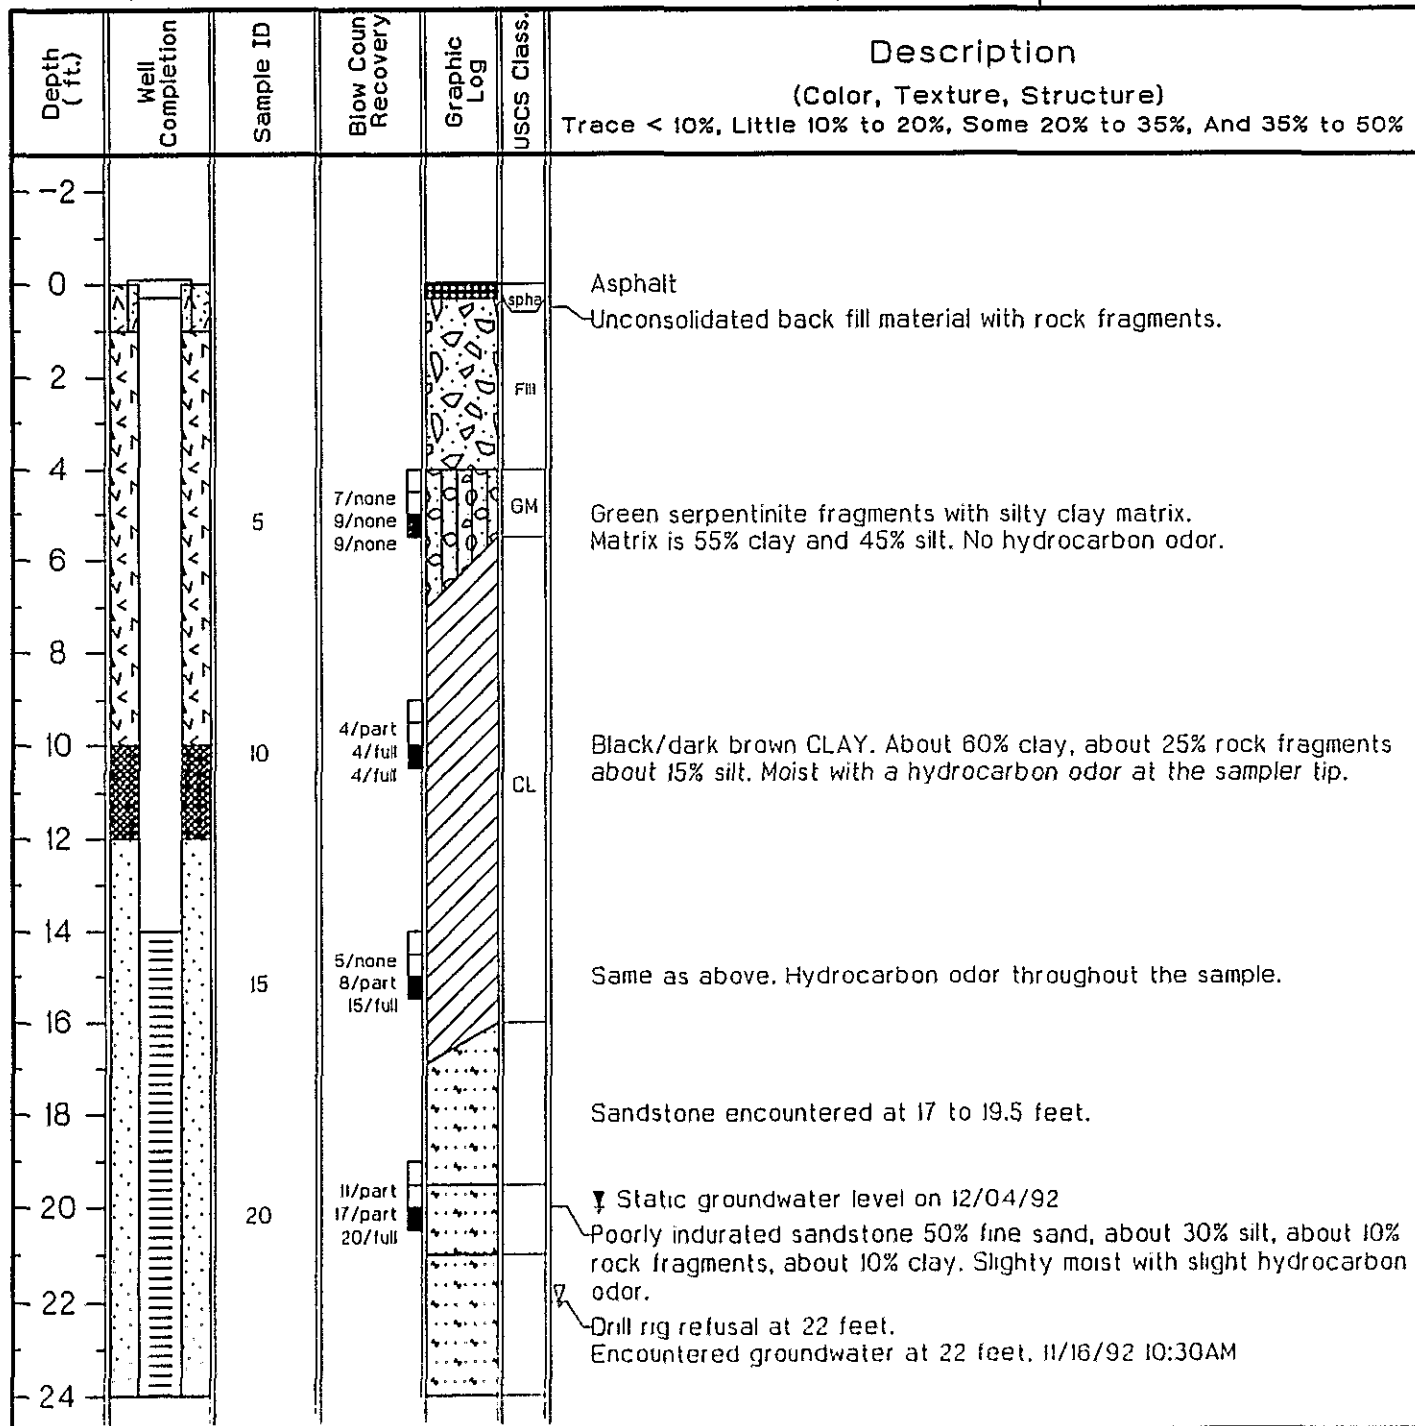 Depth
( ft.)
Well
Completion
Sample ID
Blow Coun
Recovery
Graphic
Log
USCS Class.
Description
(Color, Texture, Structure)
Trace < 10%, Little 10% to 20%, Some 20% to 35%, And 35% to 50%
-2
0
Asphalt
spha
Unconsolidated back fill material with rock fragments.
2
Fill
4
7/none
9/none
9/none
5
GM
Green serpentinite fragments with silty clay matrix.
Matrix is 55% clay and 45% silt. No hydrocarbon odor.
6
8
4/part
4/full
4/full
10
10
CL
Black/dark brown CLAY. About 60% clay, about 25% rock fragments
about 15% silt. Moist with a hydrocarbon odor at the sampler tip.
12
14
5/none
8/part
15/full
15
Same as above. Hydrocarbon odor throughout the sample.
16
18
Sandstone encountered at 17 to 19.5 feet.
11/part
17/part
20/full
20
20
Static groundwater level on 12/04/92
Poorly indurated sandstone 50% fine sand, about 30% silt, about 10%
rock fragments, about 10% clay. Slighty moist with slight hydrocarbon
odor.
22
Drill rig refusal at 22 feet.
Encountered groundwater at 22 feet. 11/16/92 10:30AM
24